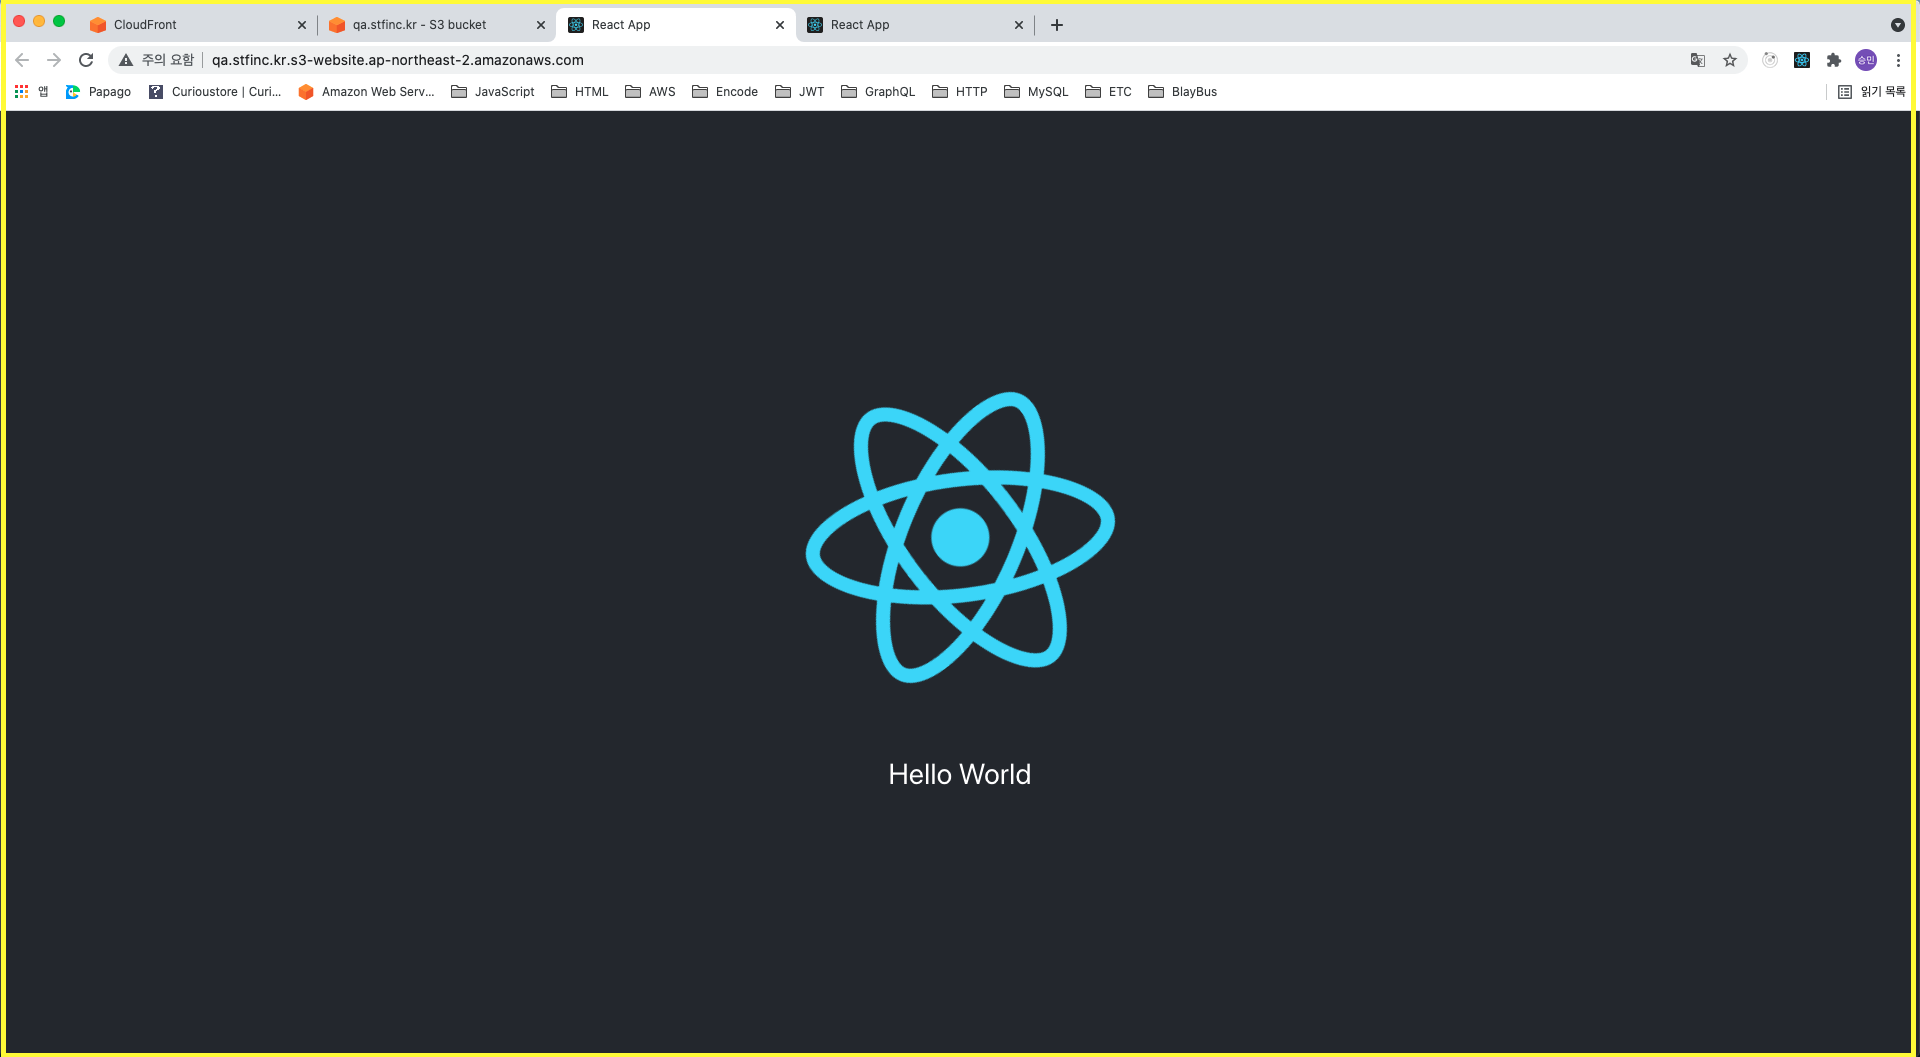 CloudFront
qa.stfinc.kr - S3 bucket
React App
React App
주의 요함
qa.stfinc.kr.s3-website.ap-northeast-2.amazonaws.com
승민
앱
Papago
Curioustore | Curi...
Amazon Web Serv...
JavaScript
HTML
AWS
Encode
JWT
GraphQL
HTTP
MySQL
ETC
BlayBus
읽기 목록
Hello World